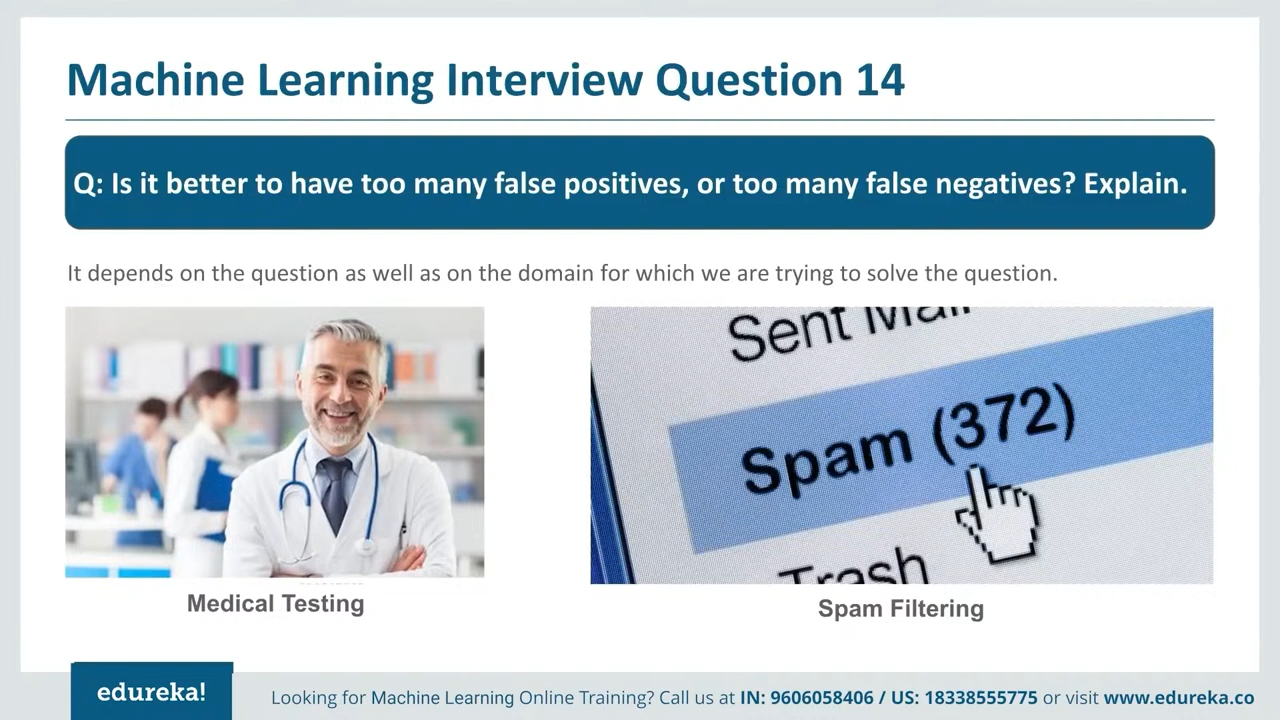 Machine Learning Interview Question 14
Q: Is it better to have too many false positives, or too many false negatives? Explain.
It depends on the question as well as on the domain for which we are trying to solve the question.
Sent Mail
Spam (372)
Trash
Medical Testing
Spam Filtering
edureka!
Looking for Machine Learning Online Training? Call us at IN: 9606058406 / US: 18338555775 or visit www.edureka.co